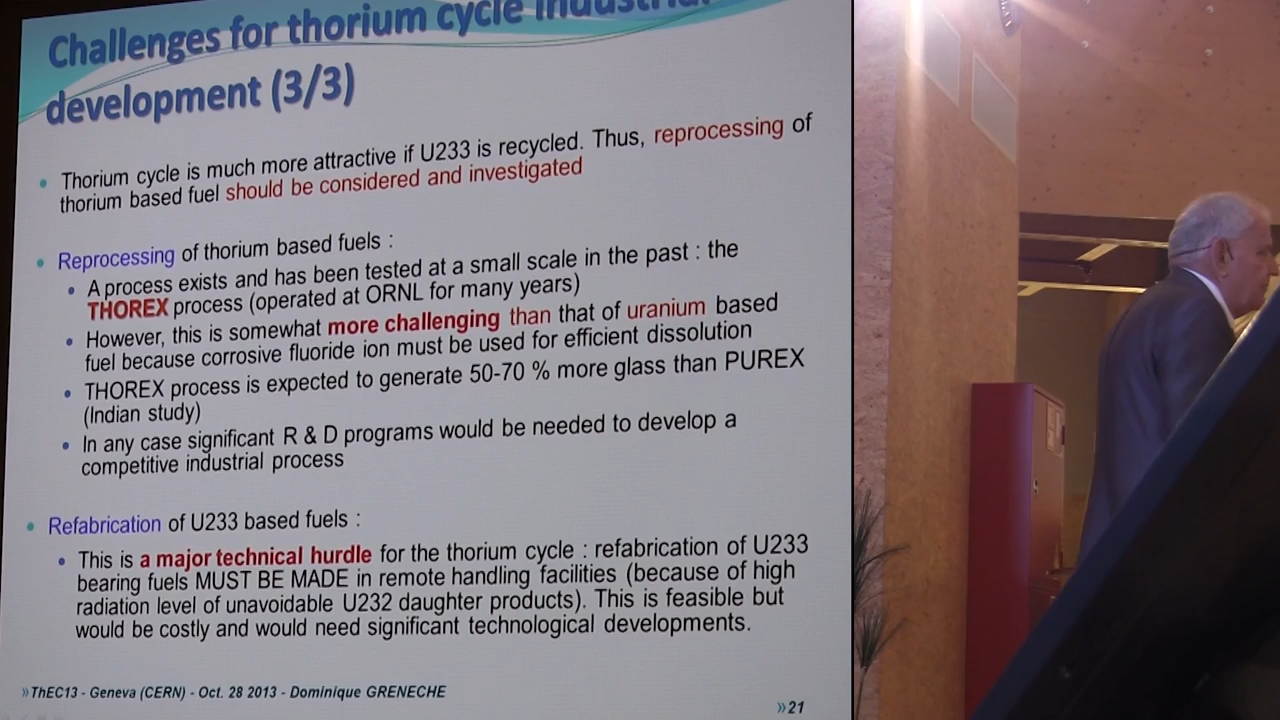 Challenges for thorium cycle industrial
development (3/3)
• Thorium cycle is much more attractive if U233 is recycled. Thus, reprocessing of
thorium based fuel should be considered and investigated
• Reprocessing of thorium based fuels :
• A process exists and has been tested at a small scale in the past : the
THOREX process (operated at ORNL for many years)
• However, this is somewhat more challenging than that of uranium based
fuel because corrosive fluoride ion must be used for efficient dissolution
• THOREX process is expected to generate 50-70 % more glass than PUREX
(Indian study)
• In any case significant R & D programs would be needed to develop a
competitive industrial process
• Refabrication of U233 based fuels :
• This is a major technical hurdle for the thorium cycle : refabrication of U233
bearing fuels MUST BE MADE in remote handling facilities (because of high
radiation level of unavoidable U232 daughter products). This is feasible but
would be costly and would need significant technological developments.
»ThEC13 - Geneva (CERN) - Oct. 28 2013 - Dominique GRENECHE
»21